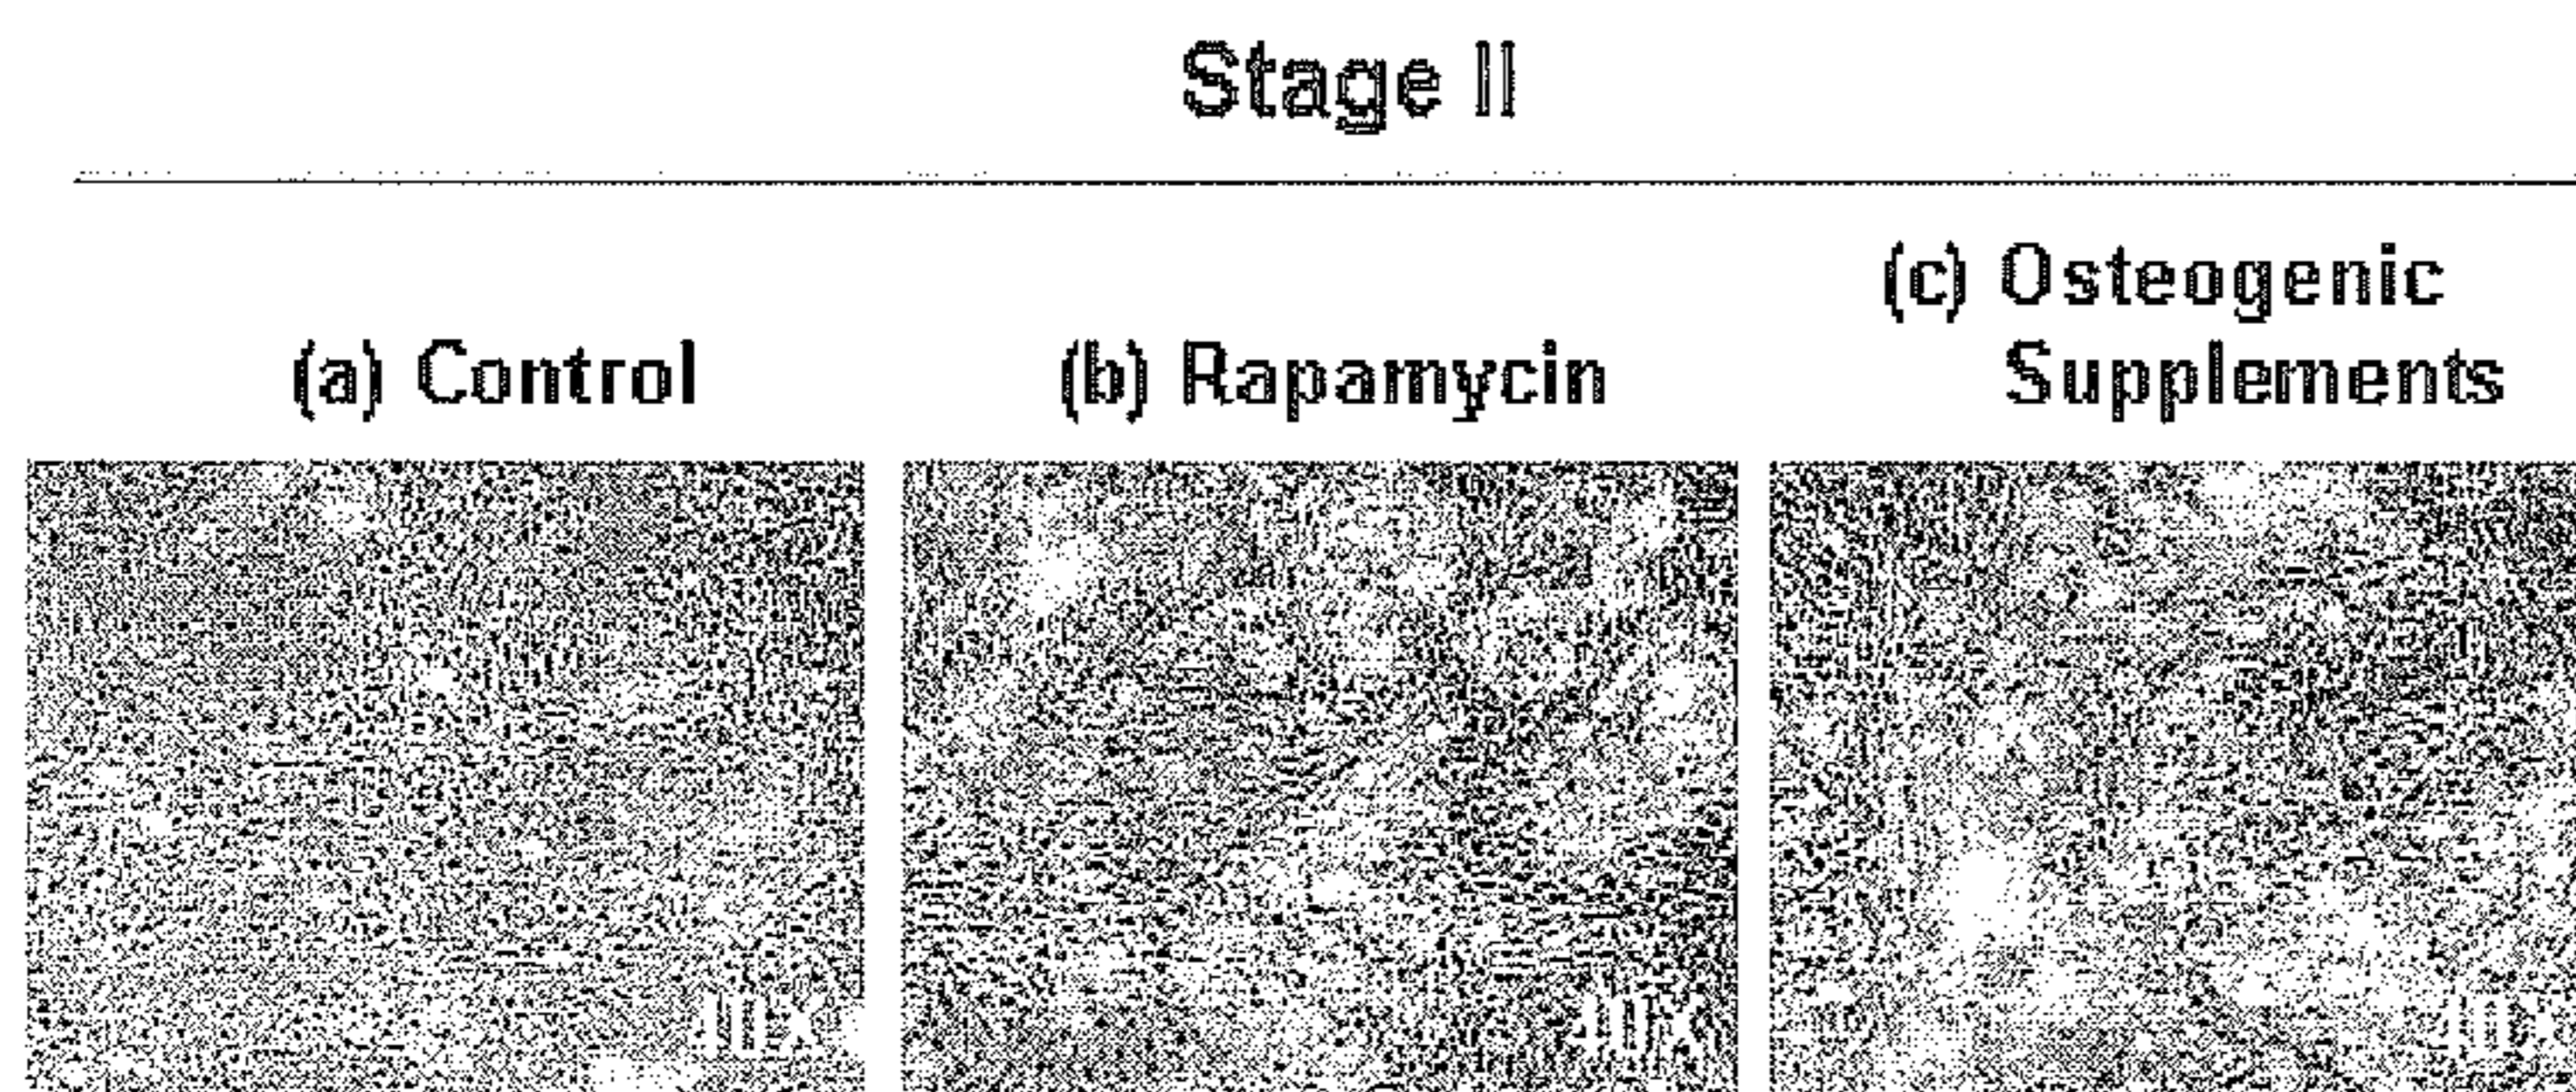 Stage II
(a) Control
(b) Rapamycin
(c) Osteogenic
Supplements